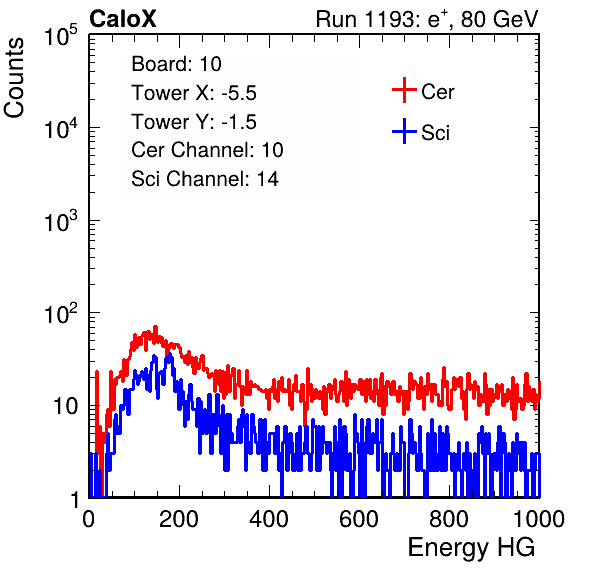 CaloX Run 1193: e⁺, 80 GeV
Counts
10⁵
10⁴
10³
10²
10
1
Board: 10
Tower X: -5.5
Tower Y: -1.5
Cer Channel: 10
Sci Channel: 14
Cer
Sci
0 200 400 600 800 1000
Energy HG